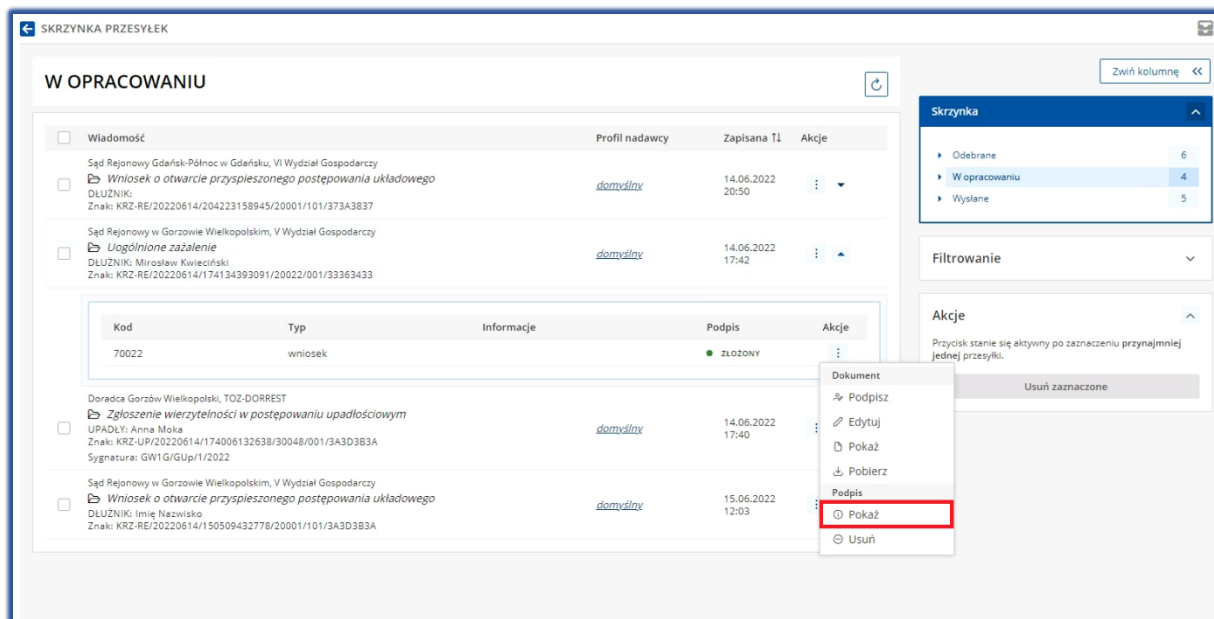 SKRZYNKA PRZESYŁEK
W OPRACOWANIU
Wiadomość Profil nadawcy Zapisana Akcje
Sąd Rejonowy Gdańsk-Północ w Gdańsku, VI Wydział Gospodarczy
Wniosek o otwarcie przyspieszonego postępowania układowego
DŁUŻNIK:
Znak: KRZ-RE/20220614/204223158945/20001/101/373A3837
domyślny
14.06.2022
20:50
Sąd Rejonowy w Gorzowie Wielkopolskim, V Wydział Gospodarczy
Uogólnione zażalenie
DŁUŻNIK: Mirosław Kwieciński
Znak: KRZ-RE/20220614/174134393091/20022/001/33363433
domyślny
14.06.2022
17:42
Kod Typ Informacje Podpis Akcje
70022 wniosek ZŁOŻONY
Doradca Gorzów Wielkopolski, TOZ-DORREST
Zgłoszenie wierzytelności w postępowaniu upadłościowym
UPADŁY: Anna Moka
Znak: KRZ-UP/20220614/174006132638/30048/001/3A3D3B3A
Sygnatura: GW1G/GUp/1/2022
domyślny
14.06.2022
17:40
Sąd Rejonowy w Gorzowie Wielkopolskim, V Wydział Gospodarczy
Wniosek o otwarcie przyspieszonego postępowania układowego
DŁUŻNIK: Imię Nazwisko
Znak: KRZ-RE/20220614/150509432778/20001/101/3A3D3B3A
domyślny
15.06.2022
12:03
Dokument
Podpisz
Edytuj
Pokaż
Pobierz
Podpis
Pokaż
Usuń
Zwiń kolumnę
Skrzynka
Odebrane 6
W opracowaniu 4
Wysłane 5
Filtrowanie
Akcje
Przycisk stanie się aktywny po zaznaczeniu przynajmniej
jednej przesyłki.
Usuń zaznaczone